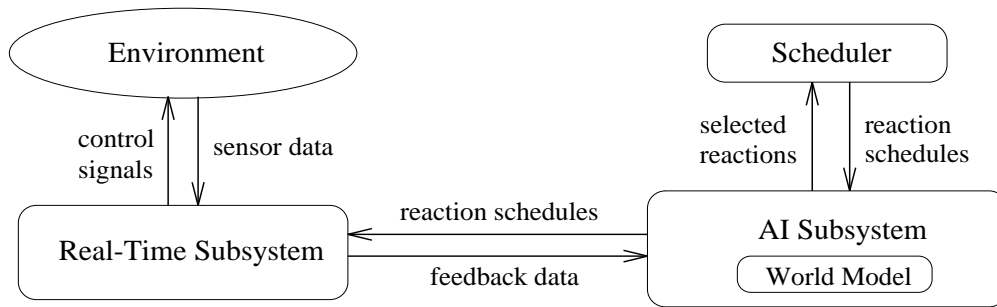 Environment
Scheduler
control
signals
sensor data
selected
reactions
reaction
schedules
Real-Time Subsystem
reaction schedules
feedback data
AI Subsystem
World Model